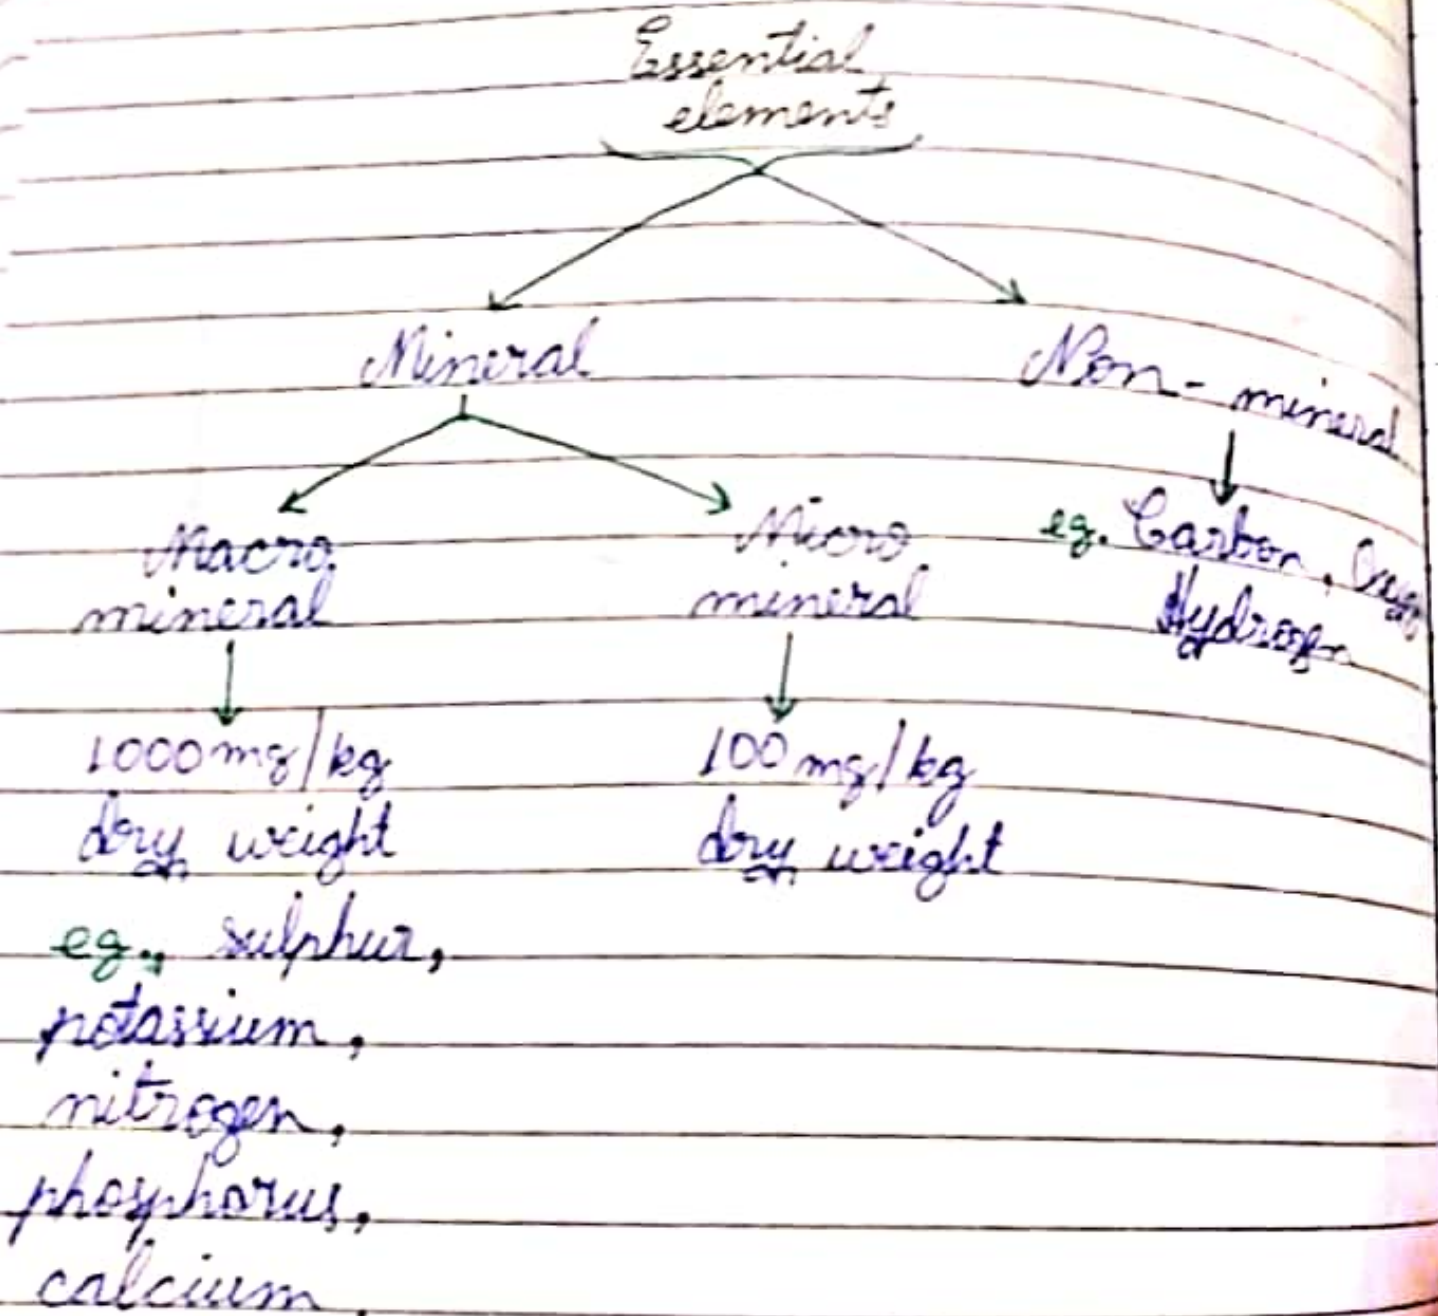 Essential
elements
Mineral
Non-mineral
Macro
mineral
Micro
mineral
eg. Carbon,
Hydrogen
1000mg/kg
dry weight
100 mg/kg
dry weight
eg., sulphur,
potassium,
nitrogen,
phosphorus,
calcium